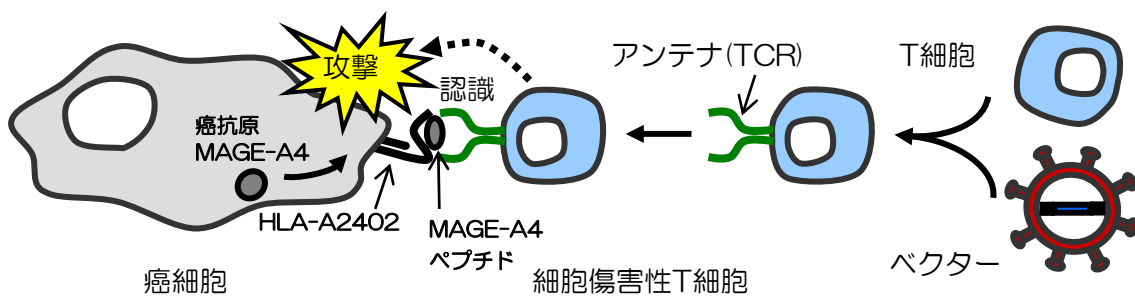 攻撃
認識
アンテナ(TCR)
T細胞
癌抗原
MAGE-A4
HLA-A2402
MAGE-A4
ペプチド
ベクター
癌細胞
細胞傷害性T細胞